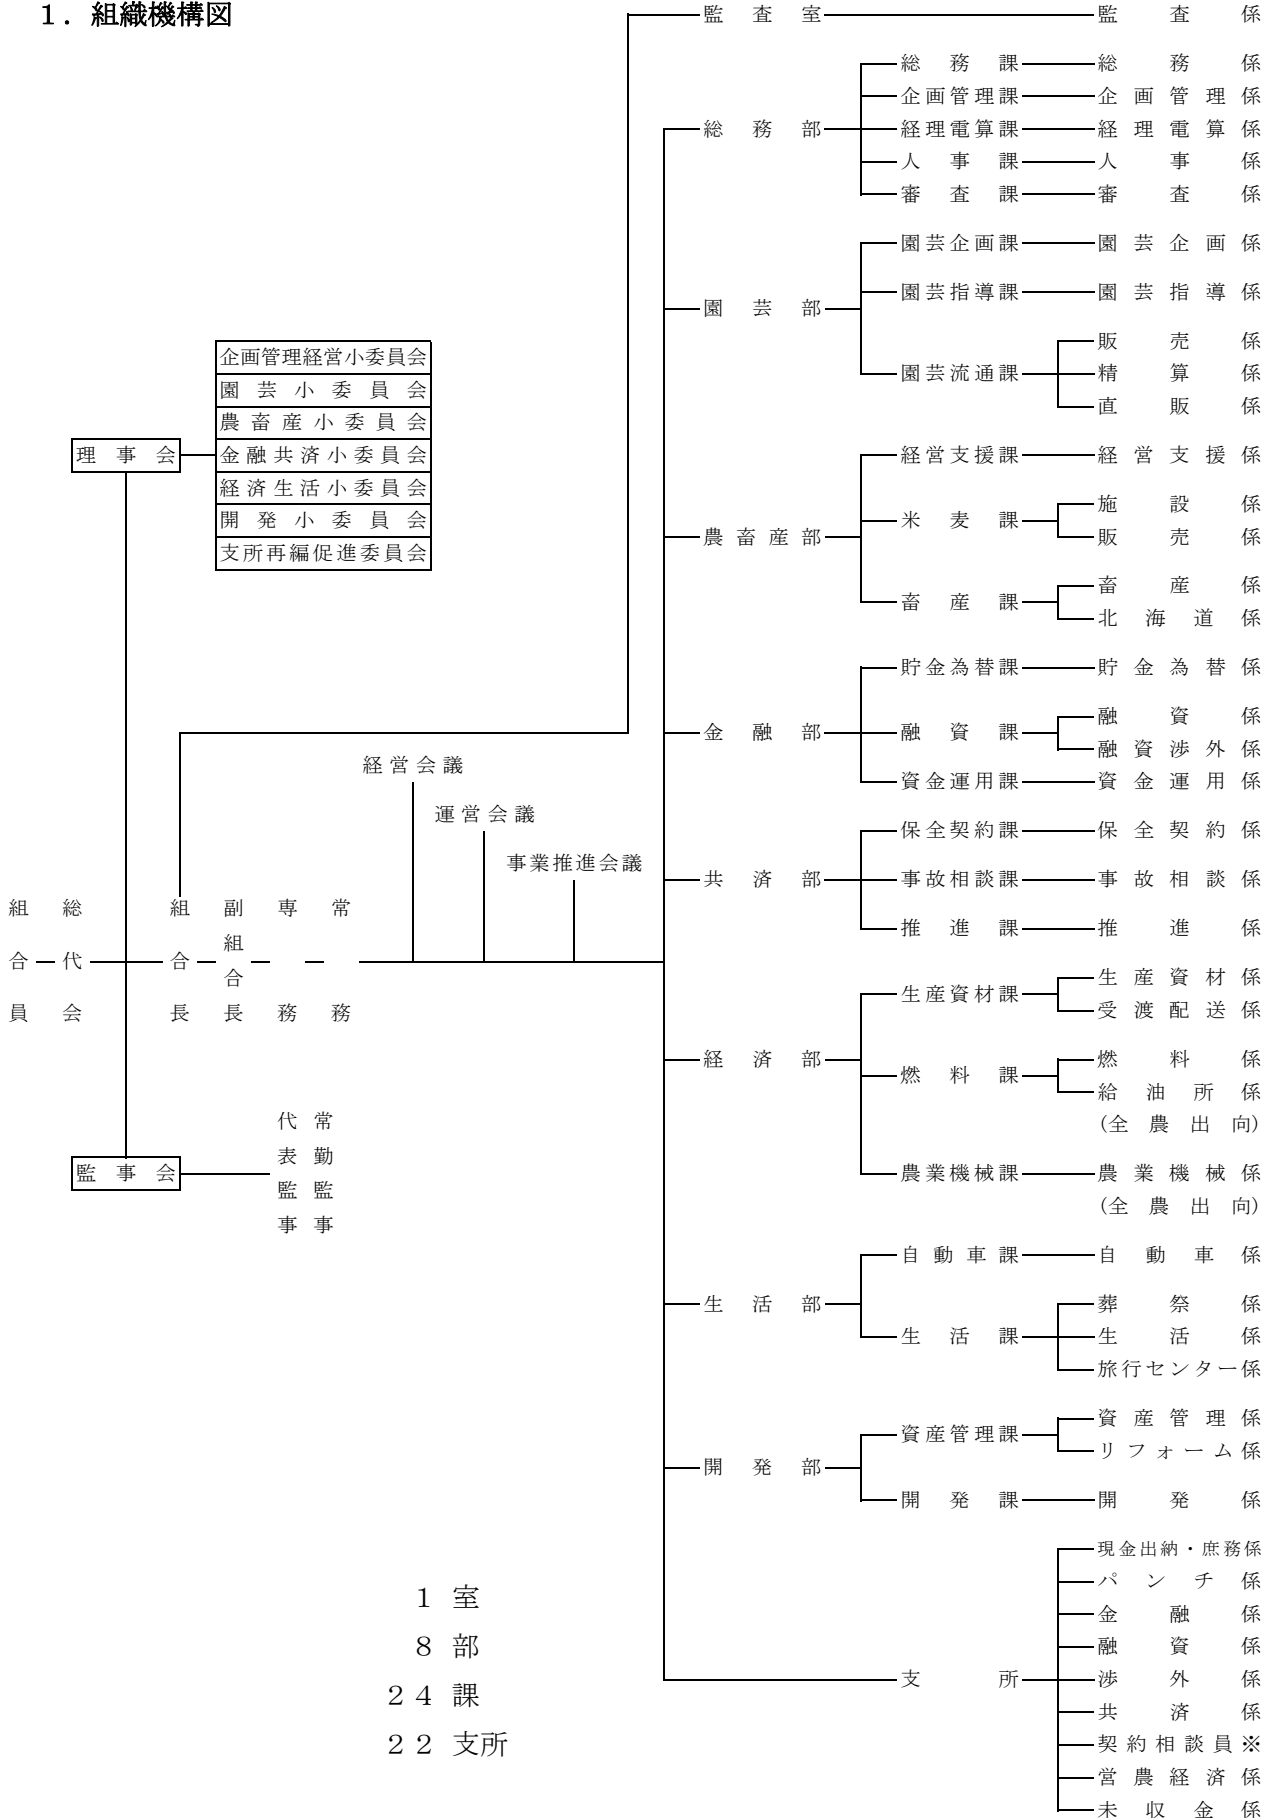 １．組織機構図
監査室 監査係
総務課 総務係
企画管理課 企画管理係
総務部 経理電算課 経理電算係
人事課 人事係
審査課 審査係
園芸企画課 園芸企画係
園芸指導課 園芸指導係
園芸部
販売係
園芸流通課 精算係
直販係
企画管理経営小委員会
園芸小委員会
農畜産小委員会
理事会 金融共済小委員会
経済生活小委員会
開発小委員会
支所再編促進委員会
経営支援課 経営支援係
施設係
米麦課
農畜産部 販売係
畜産係
畜産課
北海道係
貯金為替課 貯金為替係
融資係
金融部 融資課
融資渉外係
資金運用課 資金運用係
経営会議
運営会議
事業推進会議
保全契約課 保全契約係
共済部 事故相談課 事故相談係
推進課 推進係
組合員
総代会
組合長
副組合長
専務
常務
生産資材係
生産資材課
受渡配送係
経済部 燃料係
燃料課
給油所係
(全農出向)
農業機械課 農業機械係
(全農出向)
監事会
代表監事
常勤監事
自動車課 自動車係
生活部 葬祭係
生活課 生活係
旅行センター係
資産管理係
資産管理課
リフォーム係
開発部
開発課 開発係
現金出納・庶務係
パンチ係
金融係
融資係
支所 渉外係
共済係
契約相談員※
営農経済係
未収金係
１ 室
８ 部
２４ 課
２２ 支所